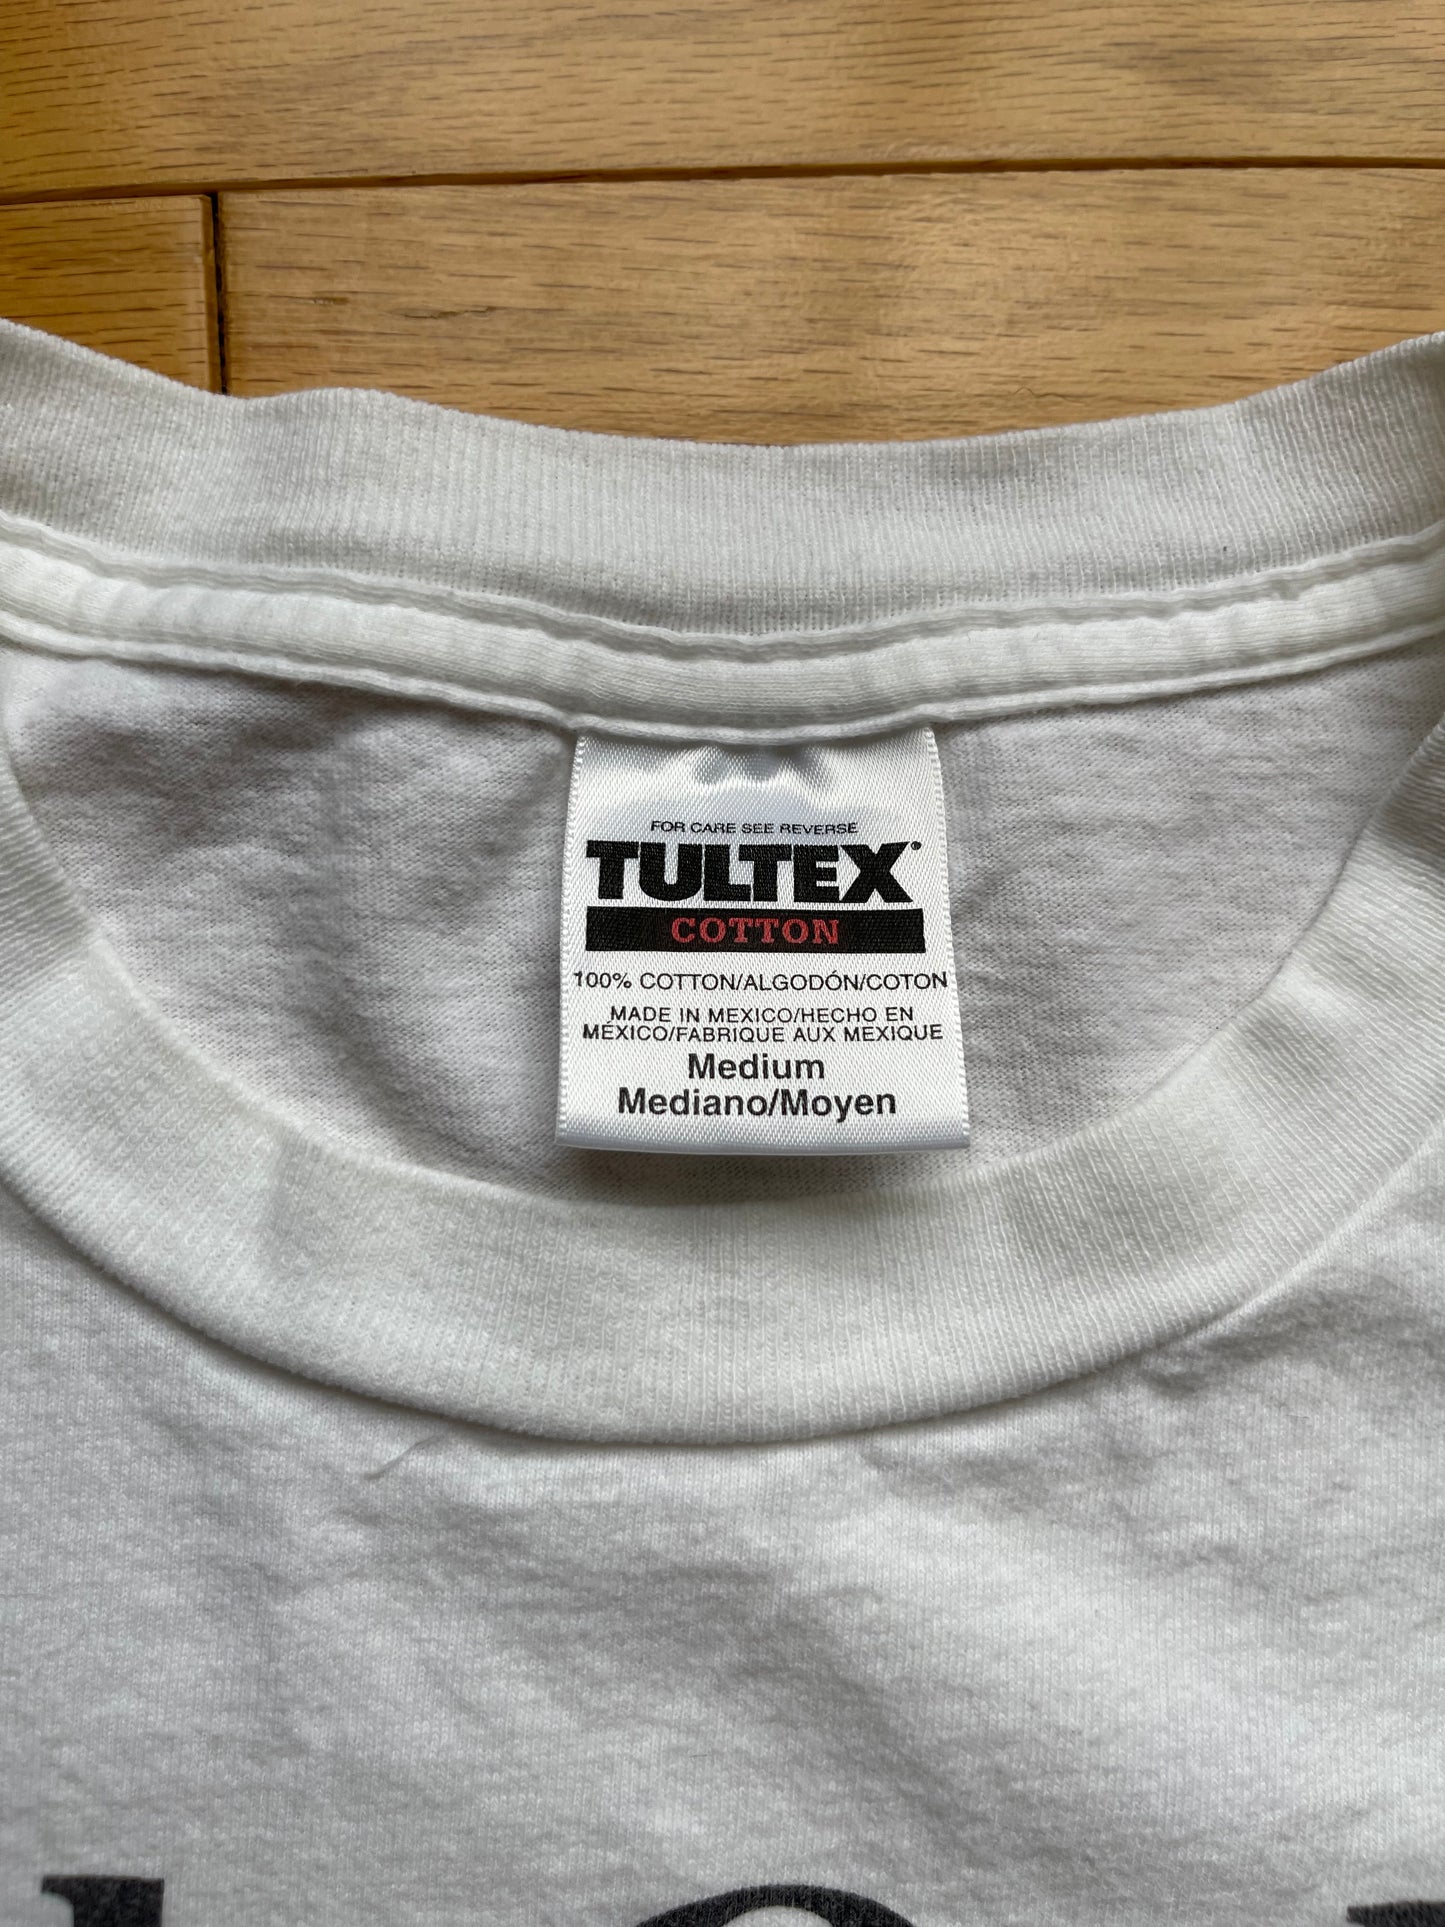 FOR CARE SEE REVERSE
TULTEX®
COTTON
100% COTTON/ALGODÓN/COTON
MADE IN MEXICO/HECHO EN
MÉXICO/FABRIQUE AUX MEXIQUE
Medium
Mediano/Moyen